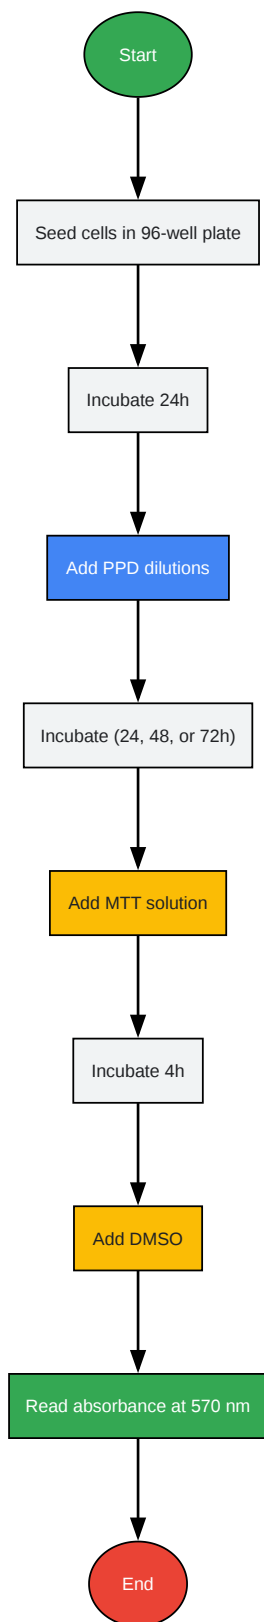 Start
Seed cells in 96-well plate
Incubate 24h
Add PPD dilutions
Incubate (24, 48, or 72h)
Add MTT solution
Incubate 4h
Add DMSO
Read absorbance at 570 nm
End